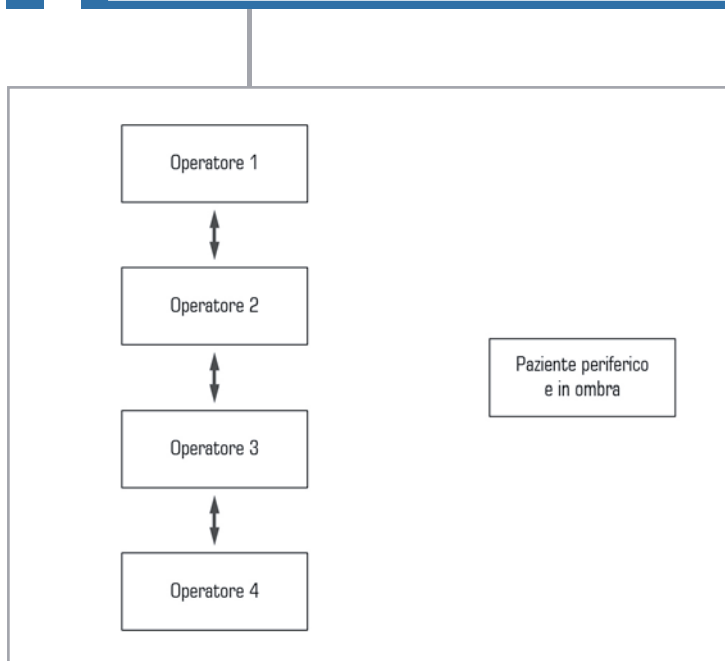 Operatore 1
Operatore 2
Paziente periferico
e in ombra
Operatore 3
Operatore 4